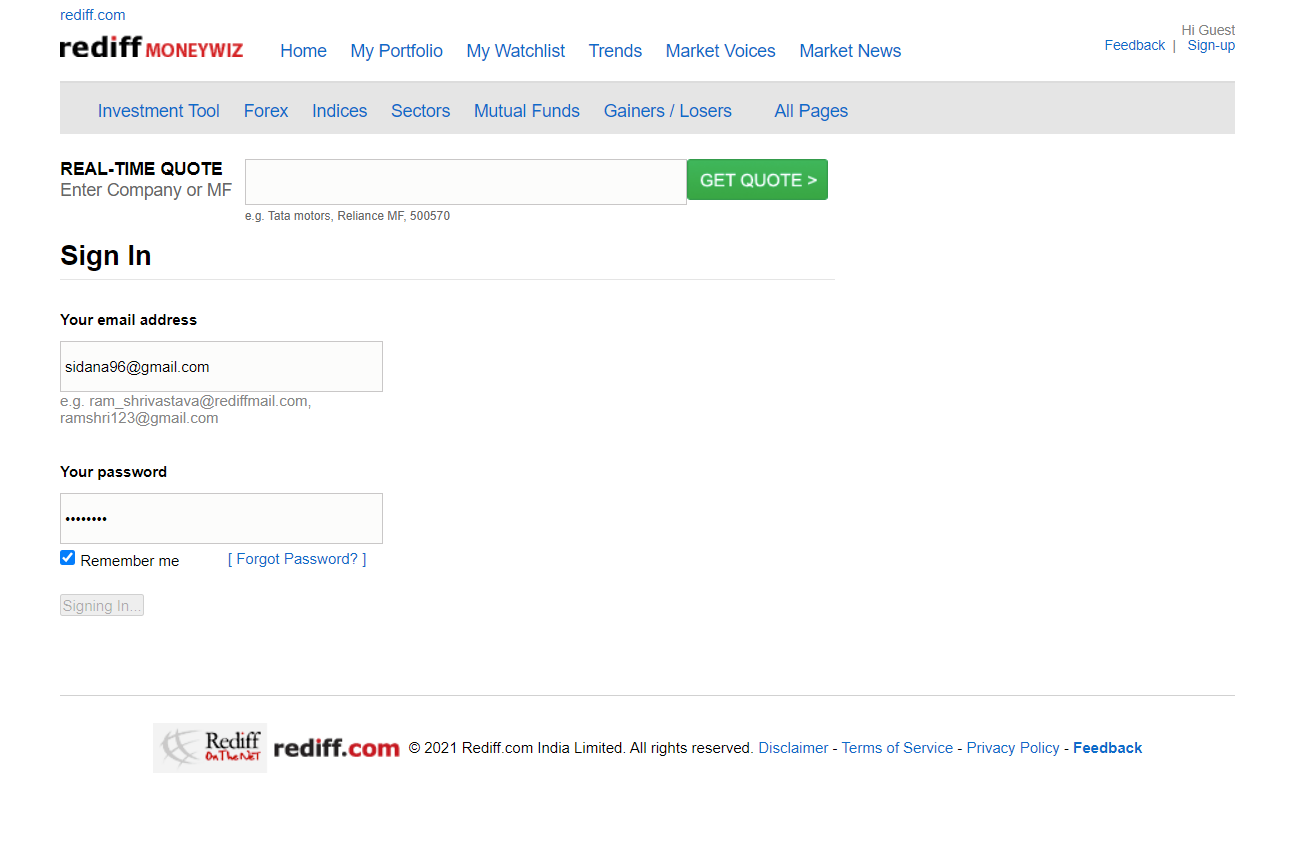 rediff.com
rediff MONEYWIZ Home My Portfolio My Watchlist Trends Market Voices Market News
Hi Guest
Feedback | Sign-up
Investment Tool Forex Indices Sectors Mutual Funds Gainers / Losers All Pages
REAL-TIME QUOTE
Enter Company or MF
GET QUOTE >
e.g. Tata motors, Reliance MF, 500570
Sign In
Your email address
sidana96@gmail.com
e.g. ram_shrivastava@rediffmail.com,
ramshri123@gmail.com
Your password
••••••••
Remember me [ Forgot Password? ]
Signing In...
Rediff
OnTheNET
rediff.com © 2021 Rediff.com India Limited. All rights reserved. Disclaimer - Terms of Service - Privacy Policy - Feedback